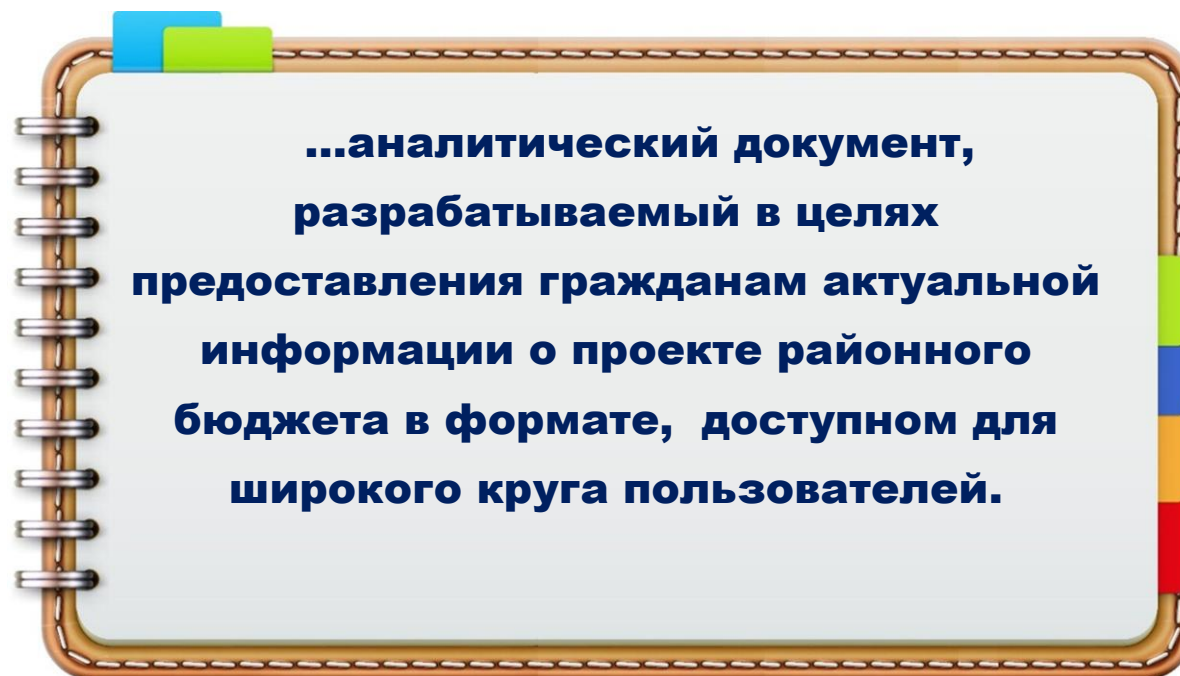 ...аналитический документ,
разрабатываемый в целях
предоставления гражданам актуальной
информации о проекте районного
бюджета в формате,  доступном для
широкого круга пользователей.